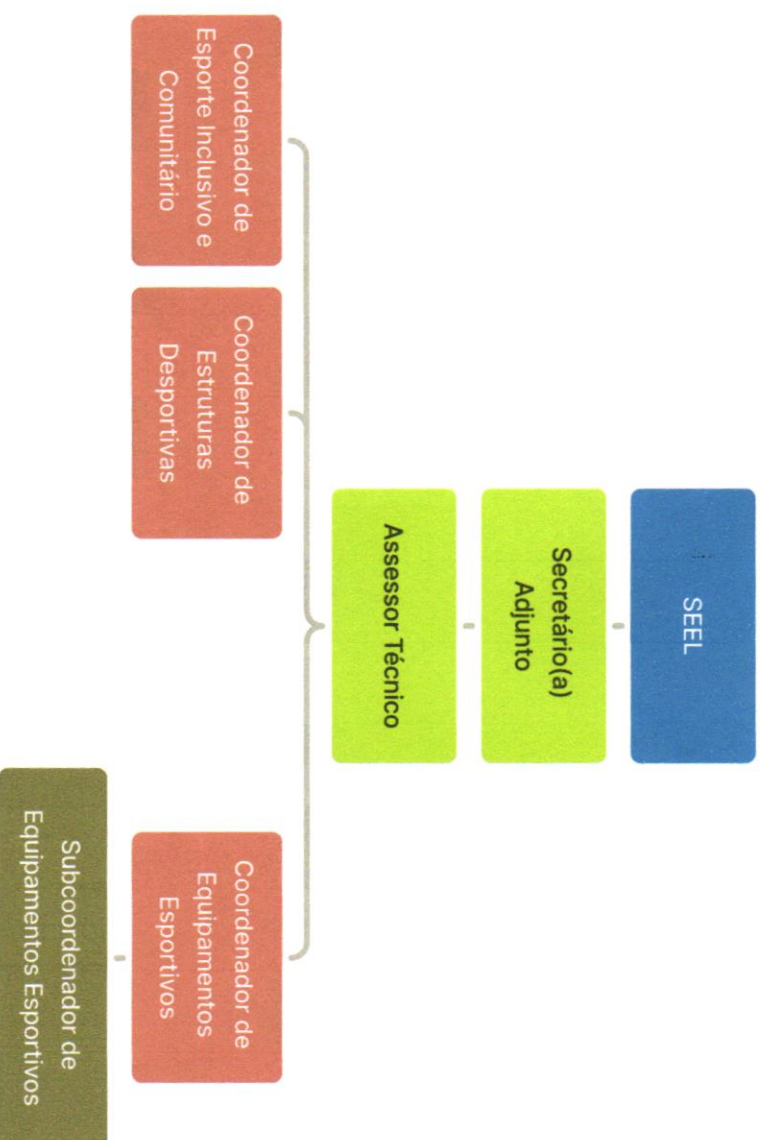 SEEL
Secretário(a)
Adjunto
Assessor Técnico
Coordenador de
Esporte Inclusivo e
Comunitário
Coordenador de
Estruturas
Desportivas
Coordenador de
Equipamentos
Esportivos
Subcoordenador de
Equipamentos Esportivos